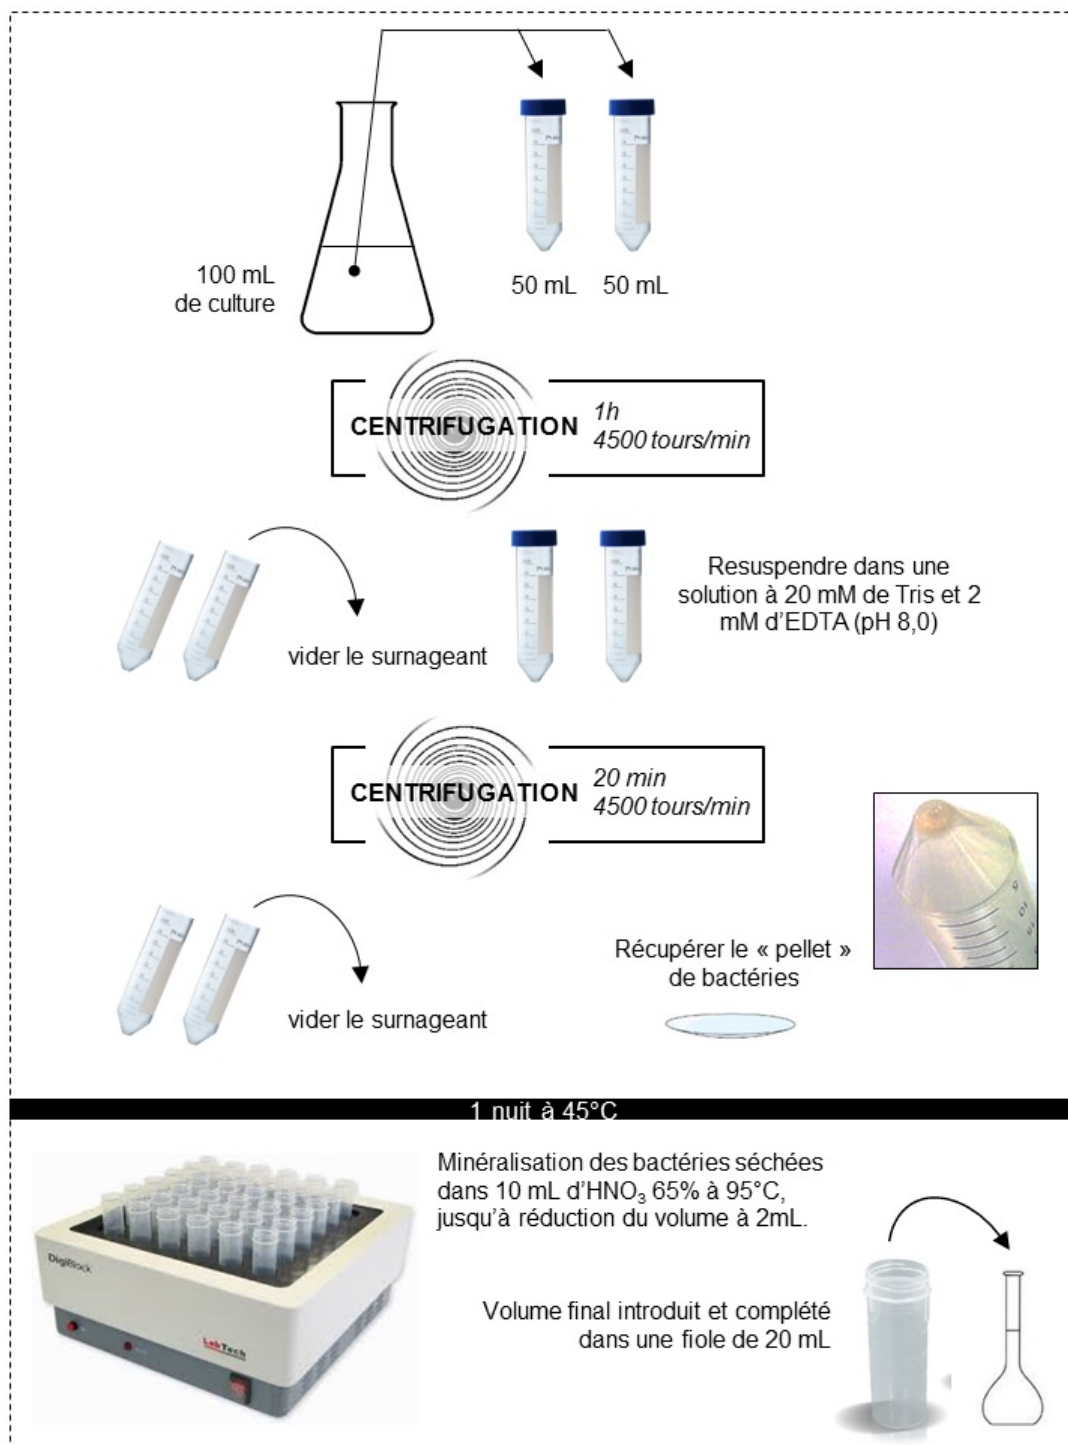 100 mL
de culture
50 mL
50 mL
CENTRIFUGATION
1h
4500 tours/min
vider le surnageant
Resuspendre dans une
solution à 20 mM de Tris et 2
mM d'EDTA (pH 8,0)
CENTRIFUGATION
20 min
4500 tours/min
vider le surnageant
Récupérer le « pellet »
de bactéries
1 nuit à 45°C
Minéralisation des bactéries séchées
dans 10 mL d'HNO₃ 65% à 95°C,
jusqu'à réduction du volume à 2mL.
DigiBlock
LabTech
Volume final introduit et complété
dans une fiole de 20 mL